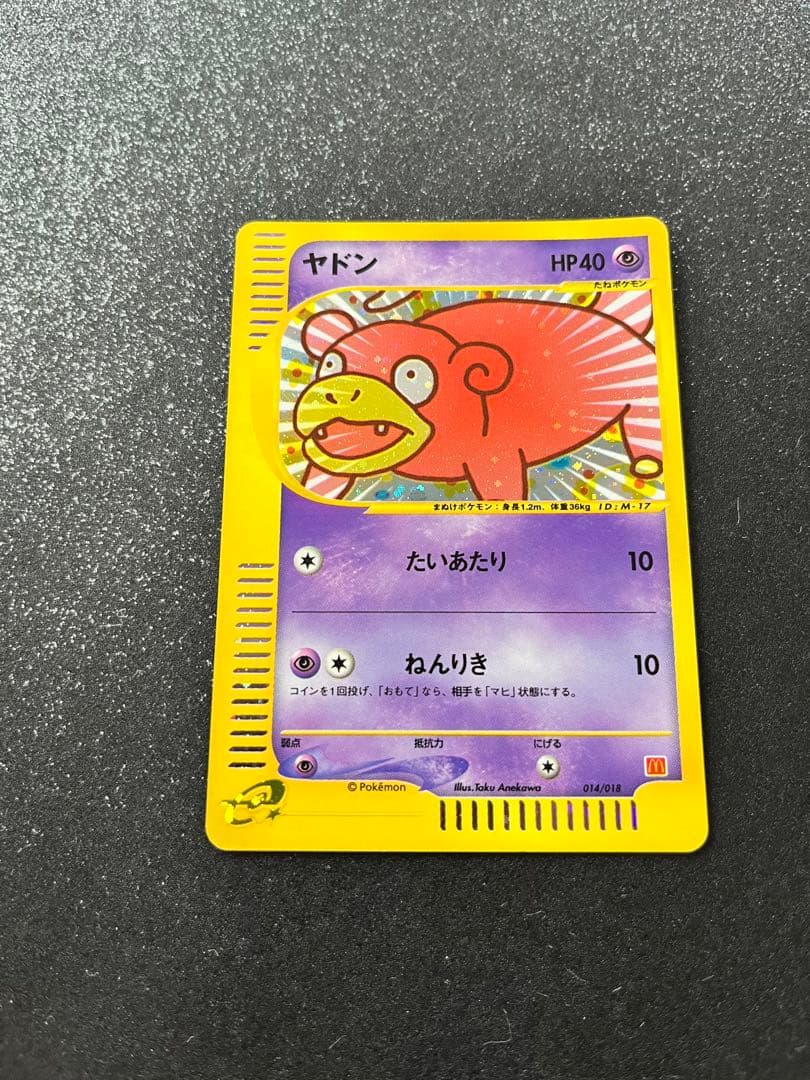 ヤドン HP40
たねポケモン
まぬけポケモン：身長1.2m、体重36kg ID:M-17
たいあたり 10
ねんりき 10
コインを1回投げ、「おもて」なら、相手を「マヒ」状態にする。
弱点 抵抗力 にげる
© Pokémon Illus.Taku Anekawa 014/018